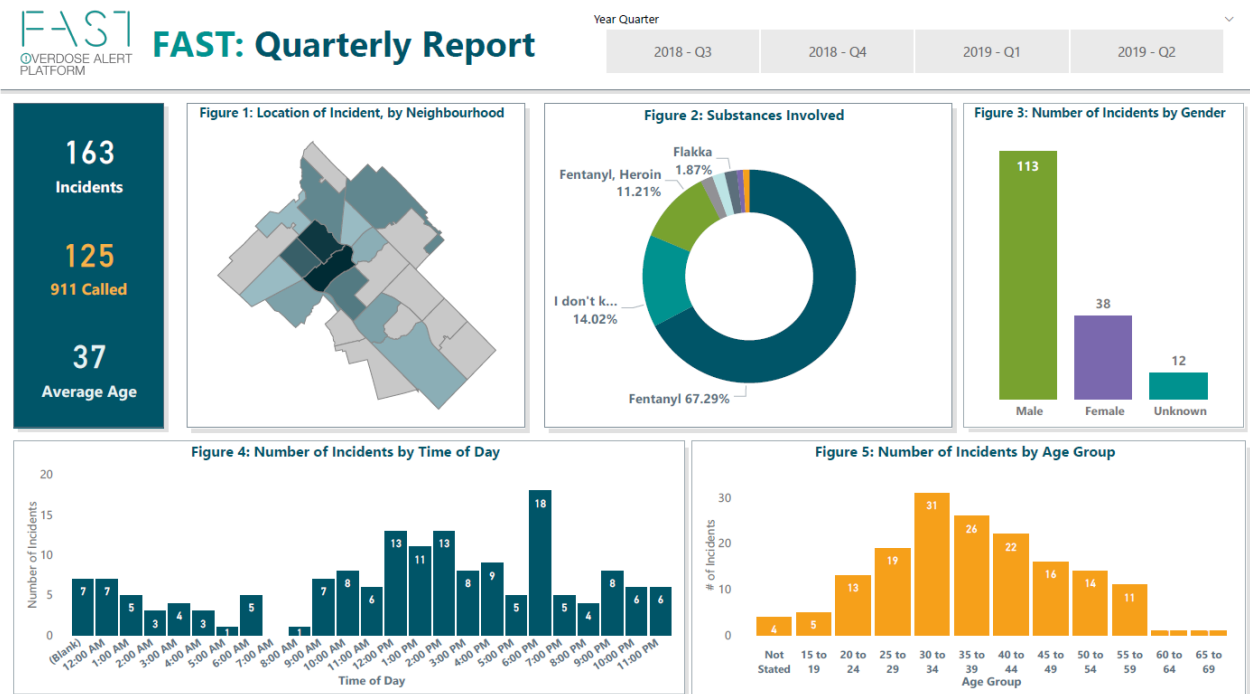 FAST
OVERDOSE ALERT
PLATFORM
FAST: Quarterly Report
Year Quarter
2018 - Q3
2018 - Q4
2019 - Q1
2019 - Q2
163
Incidents
125
911 Called
37
Average Age
Figure 1: Location of Incident, by Neighbourhood
Figure 2: Substances Involved
Flakka
1.87%
Fentanyl, Heroin
11.21%
I don't k...
14.02%
Fentanyl 67.29%
Figure 3: Number of Incidents by Gender
113
38
12
Male
Female
Unknown
Figure 4: Number of Incidents by Time of Day
Number of Incidents
20
15
10
5
0
7
7
5
3
4
3
1
5
1
7
8
6
13
11
13
8
9
5
18
5
4
8
6
6
(Blank)
12:00 AM
1:00 AM
2:00 AM
3:00 AM
4:00 AM
5:00 AM
6:00 AM
7:00 AM
8:00 AM
9:00 AM
10:00 AM
11:00 AM
12:00 PM
1:00 PM
2:00 PM
3:00 PM
4:00 PM
5:00 PM
6:00 PM
7:00 PM
8:00 PM
9:00 PM
10:00 PM
11:00 PM
Time of Day
Figure 5: Number of Incidents by Age Group
# of Incidents
30
20
10
0
4
5
13
19
31
26
22
16
14
11
Not
Stated
15 to
19
20 to
24
25 to
29
30 to
34
35 to
39
40 to
44
45 to
49
50 to
54
55 to
59
60 to
64
65 to
69
Age Group